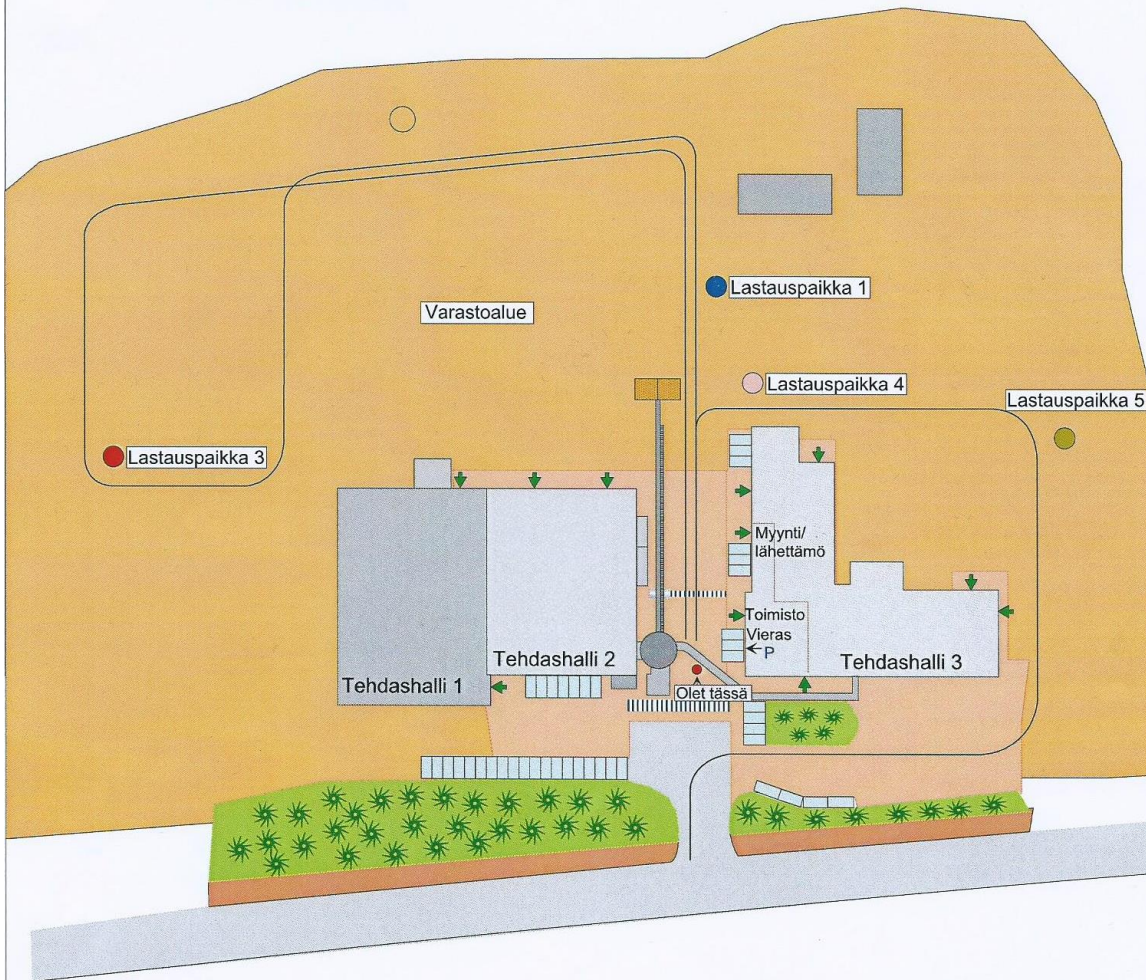 Lastauspaikka 1
Varastoalue
Lastauspaikka 4
Lastauspaikka 5
Lastauspaikka 3
Myynti/
lähettämö
Toimisto
Vieras
P
Tehdashalli 2
Tehdashalli 3
Tehdashalli 1
Olet tässä